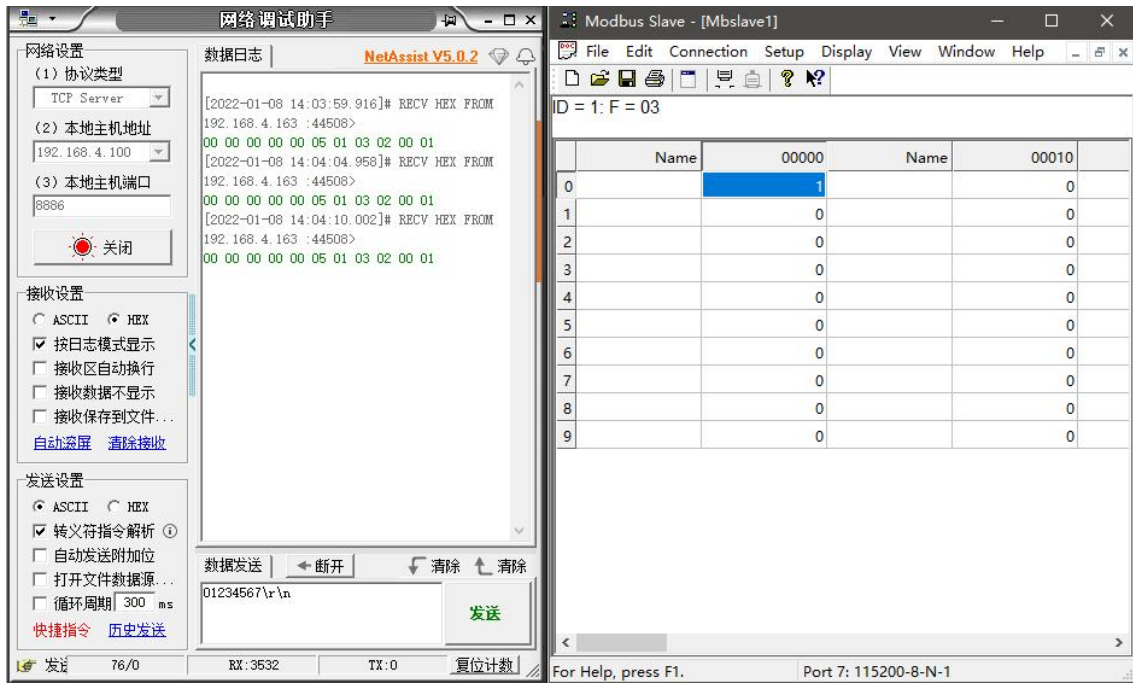 网络调试助手
网络设置
(1) 协议类型
TCP Server
(2) 本地主机地址
192.168.4.100
(3) 本地主机端口
8886
关闭
接收设置
ASCII HEX
按日志模式显示
接收区自动换行
接收数据不显示
接收保存到文件...
自动滚屏 清除接收
发送设置
ASCII HEX
转义符指令解析
自动发送附加位
打开文件数据源...
循环周期 300 ms
快捷指令 历史发送
数据日志 NetAssist V5.0.2
[2022-01-08 14:03:59.916]# RECV HEX FROM
192.168.4.163 :44508>
00 00 00 00 00 05 01 03 02 00 01
[2022-01-08 14:04:04.958]# RECV HEX FROM
192.168.4.163 :44508>
00 00 00 00 00 05 01 03 02 00 01
[2022-01-08 14:04:10.002]# RECV HEX FROM
192.168.4.163 :44508>
00 00 00 00 00 05 01 03 02 00 01
数据发送 断开 清除 清除
01234567\r\n
发送
76/0 RX:3532 TX:0 复位计数
Modbus Slave - [Mbslave1]
File Edit Connection Setup Display View Window Help
ID = 1: F = 03
Name 00000 Name 00010
0 1 0
1 0 0
2 0 0
3 0 0
4 0 0
5 0 0
6 0 0
7 0 0
8 0 0
9 0 0
For Help, press F1. Port 7: 115200-8-N-1